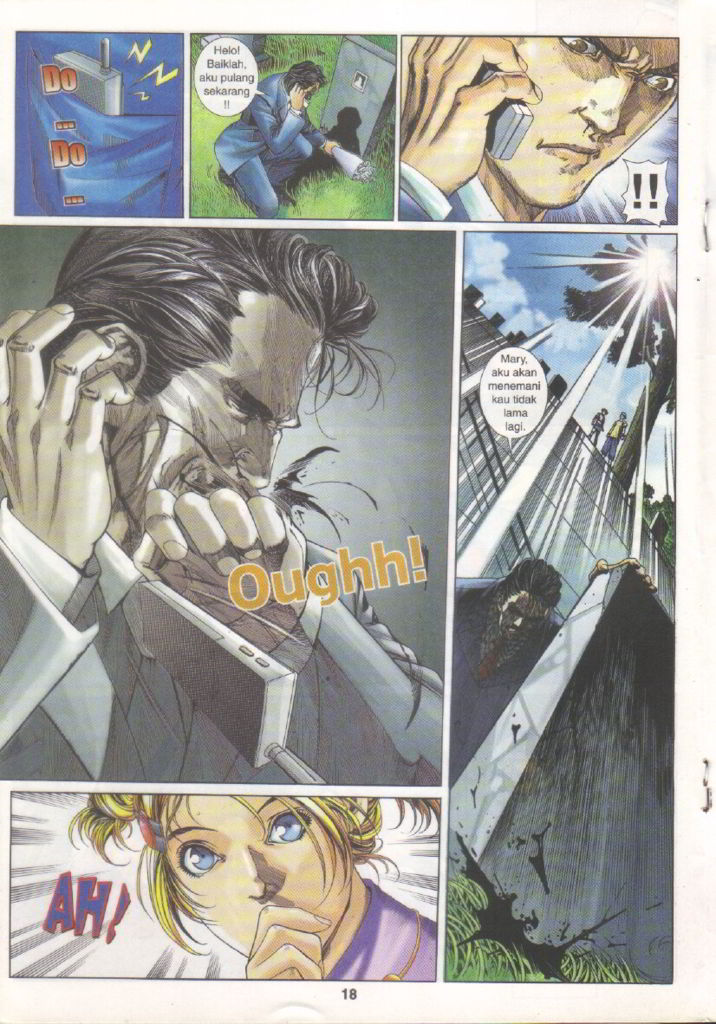 Do
...
Do
...
Helo!
Baiklah,
aku pulang
sekarang
!!
!!
Oughh!
Mary,
aku akan
menemani
kau tidak
lama
lagi.
AH!
18